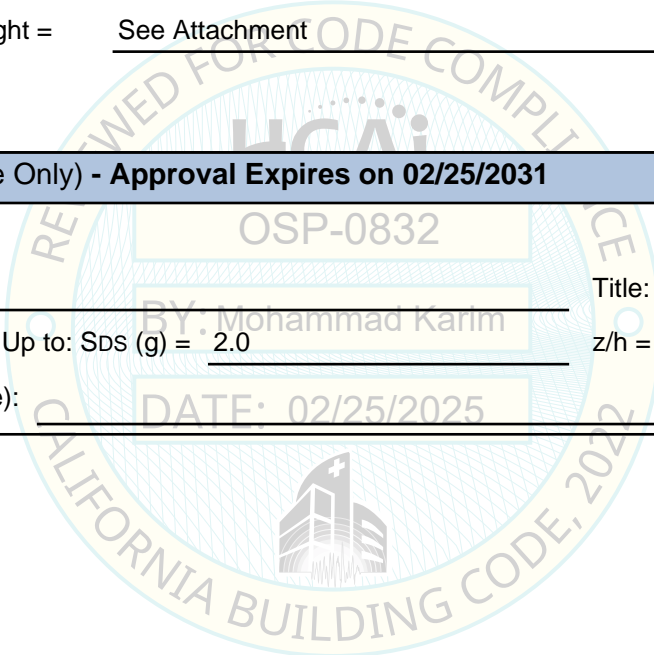 ght = See Attachment
REVIEWED FOR CODE COMPLIANCE
HCAi
e Only) - Approval Expires on 02/25/2031
OSP-0832
Title:
BY: Mohammad Karim
Up to: SDS (g) = 2.0 z/h =
e):
DATE: 02/25/2025
CALIFORNIA BUILDING CODE, 2022